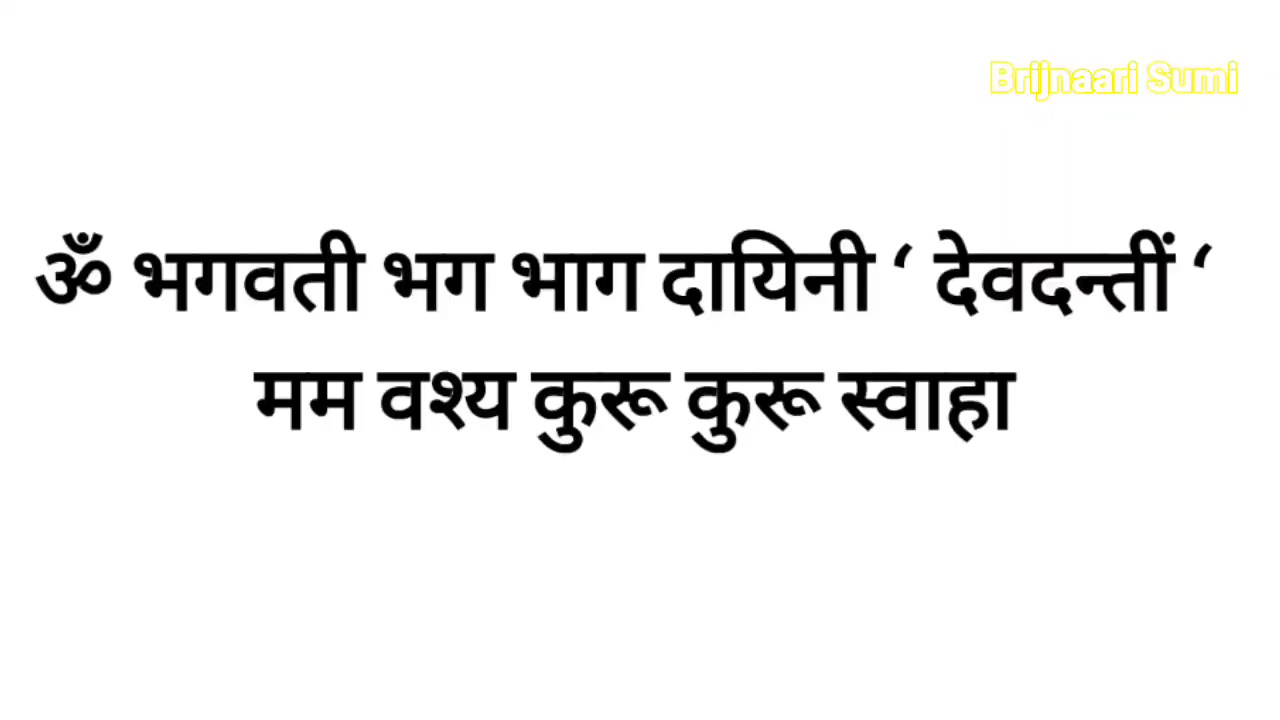 Brijnaari Sumi
ॐ भगवती भग भाग दायिनी ‘ देवदन्तीं ‘
मम वश्य कुरू कुरू स्वाहा